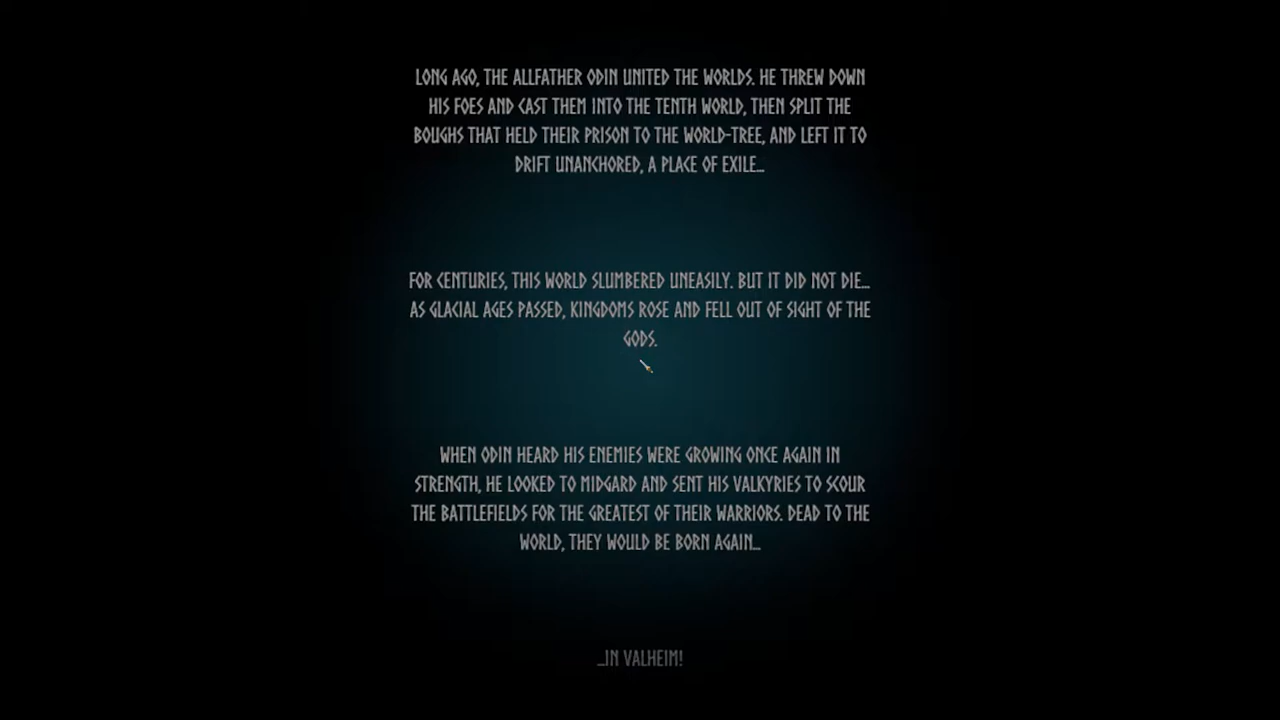 LONG AGO, THE ALLFATHER ODIN UNITED THE WORLDS. HE THREW DOWN
HIS FOES AND CAST THEM INTO THE TENTH WORLD, THEN SPLIT THE
BOUGHS THAT HELD THEIR PRISON TO THE WORLD-TREE, AND LEFT IT TO
DRIFT UNANCHORED, A PLACE OF EXILE...
FOR CENTURIES, THIS WORLD SLUMBERED UNEASILY. BUT IT DID NOT DIE...
AS GLACIAL AGES PASSED, KINGDOMS ROSE AND FELL OUT OF SIGHT OF THE
GODS.
WHEN ODIN HEARD HIS ENEMIES WERE GROWING ONCE AGAIN IN
STRENGTH, HE LOOKED TO MIDGARD AND SENT HIS VALKYRIES TO SCOUR
THE BATTLEFIELDS FOR THE GREATEST OF THEIR WARRIORS. DEAD TO THE
WORLD, THEY WOULD BE BORN AGAIN...
...IN VALHEIM!